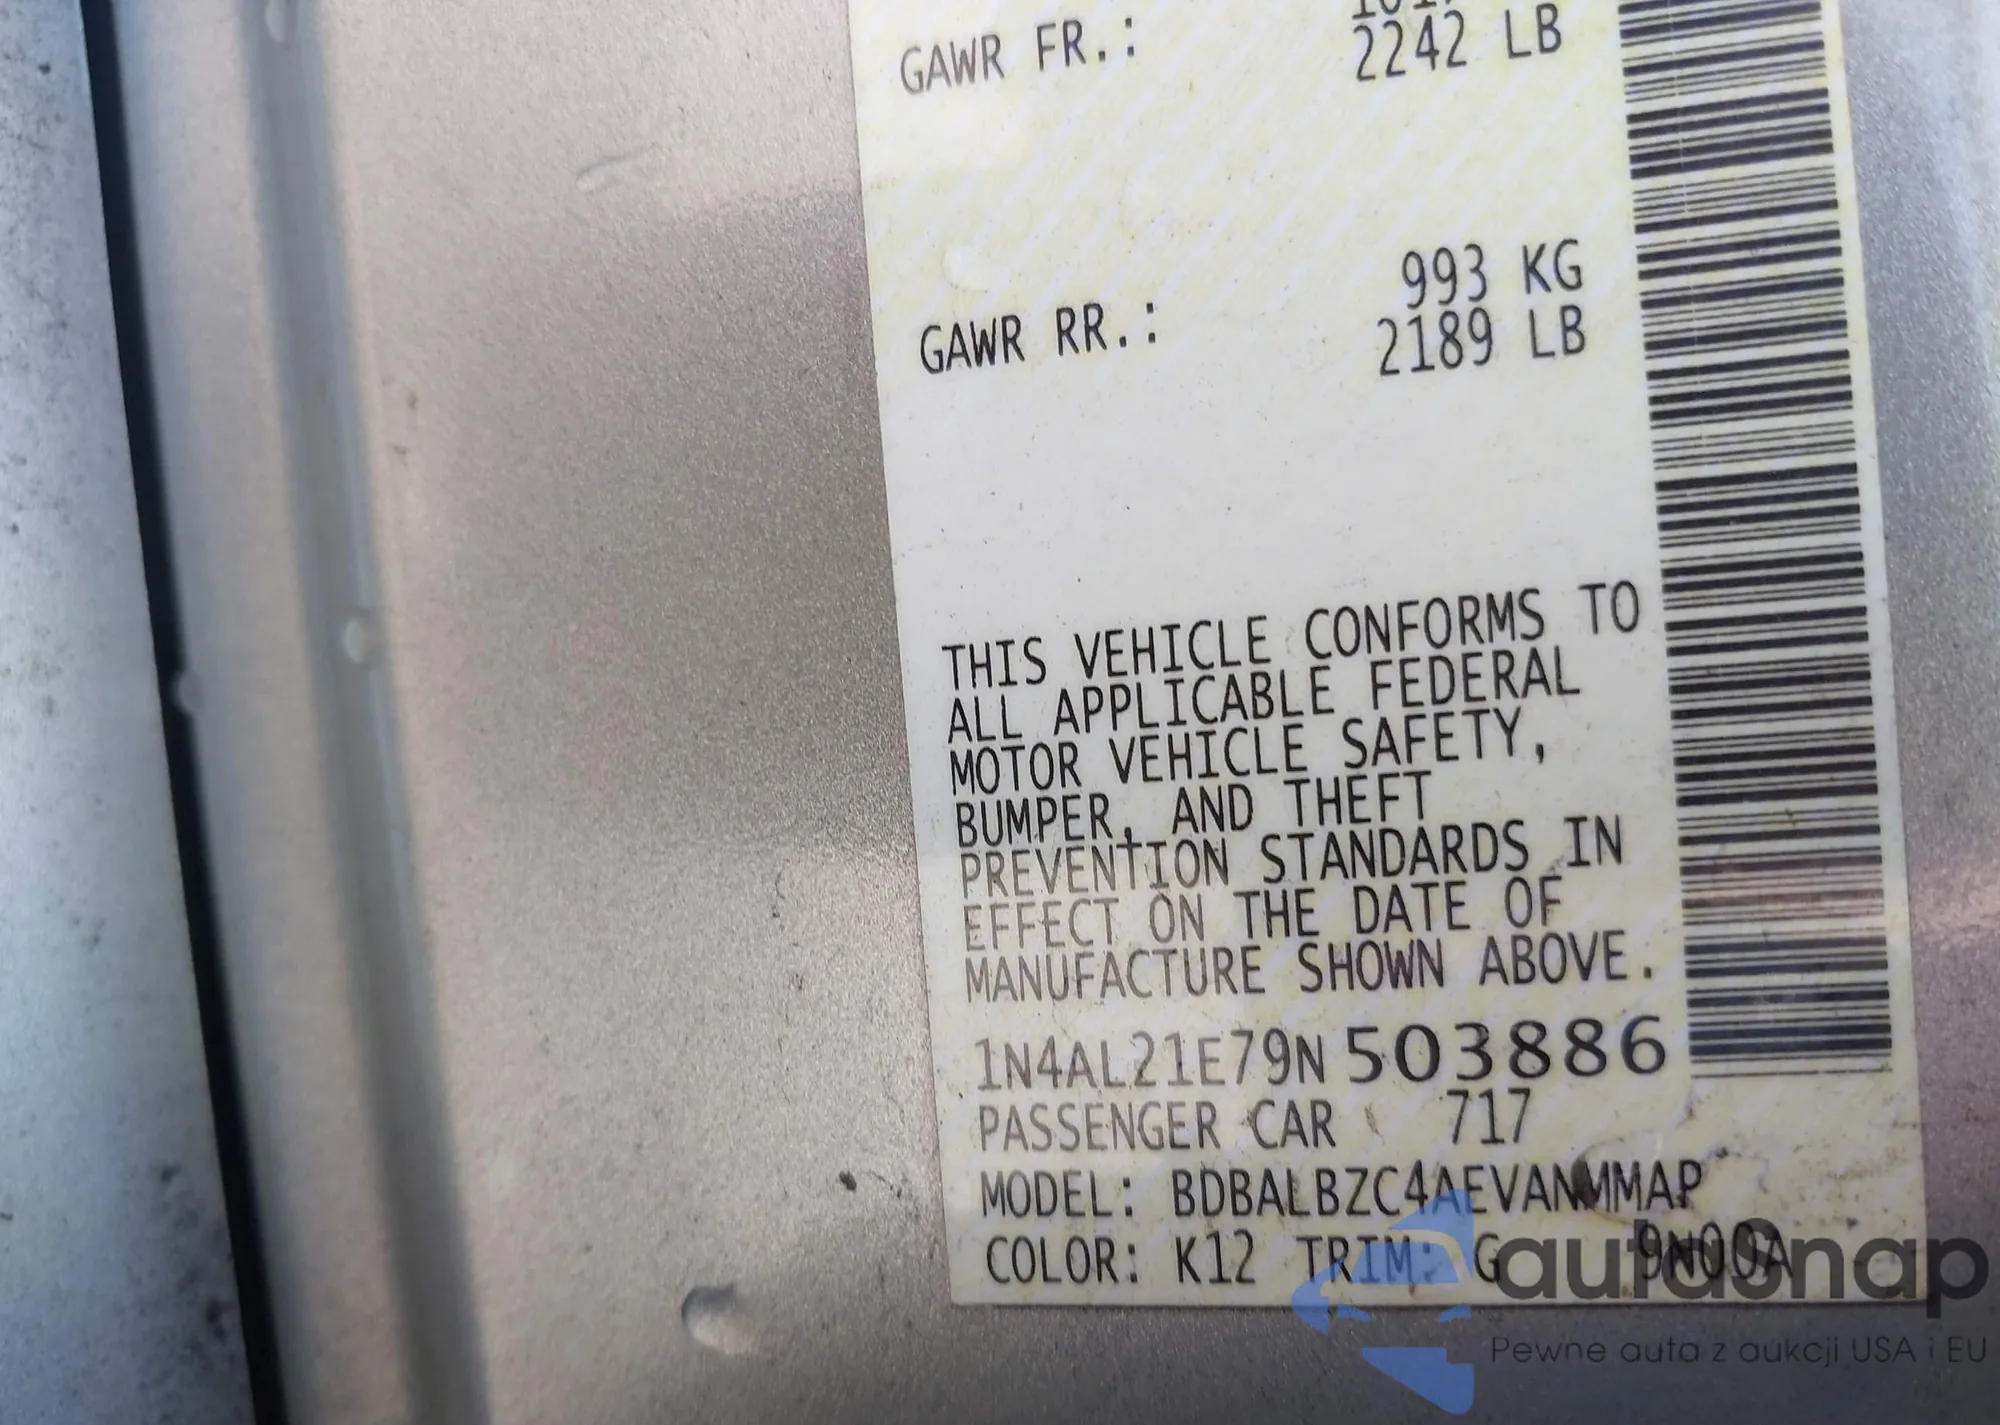 GAWR FR.: 2242 LB
993 KG
GAWR RR.: 2189 LB
THIS VEHICLE CONFORMS TO
ALL APPLICABLE FEDERAL
MOTOR VEHICLE SAFETY,
BUMPER, AND THEFT
PREVENTION STANDARDS IN
EFFECT ON THE DATE OF
MANUFACTURE SHOWN ABOVE.
1N4AL21E79N503886
PASSENGER CAR 717
MODEL: BDBALBZC4AEVANMMAP
COLOR: K12 TRIM: G 9N00A
autoSnap
Pewne auta z aukcji USA i EU